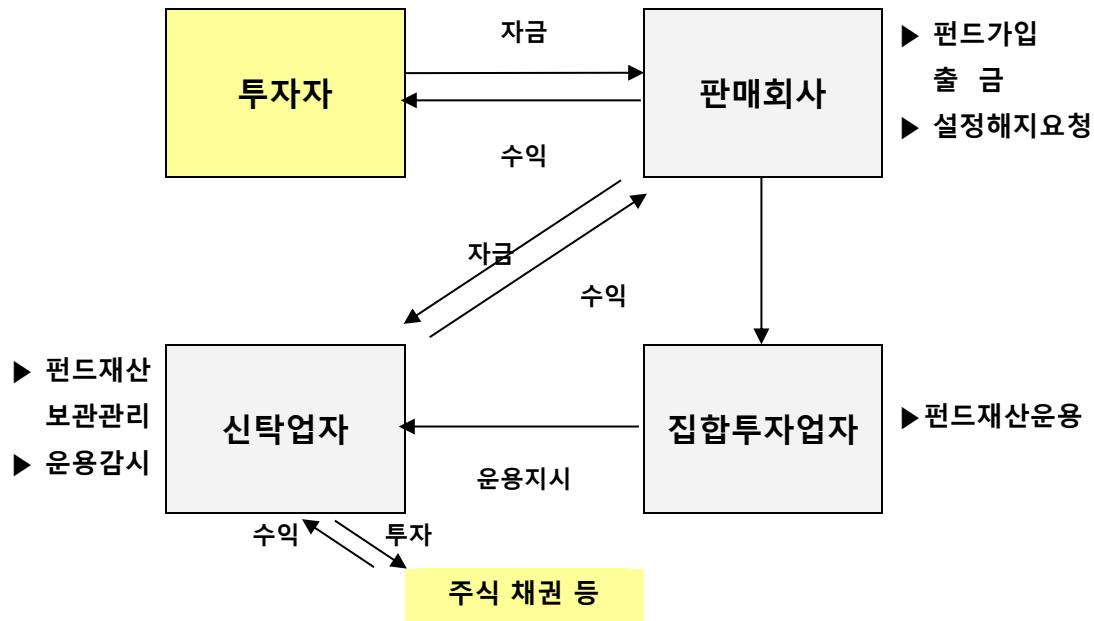 자금
▶ 펀드가입
투자자
판매회사
출 금
▶ 설정해지요청
수익
자금
수익
▶ 펀드재산
보관관리
▶ 운용감시
신탁업자
집합투자업자
▶펀드재산운용
운용지시
수익
투자
주식 채권 등